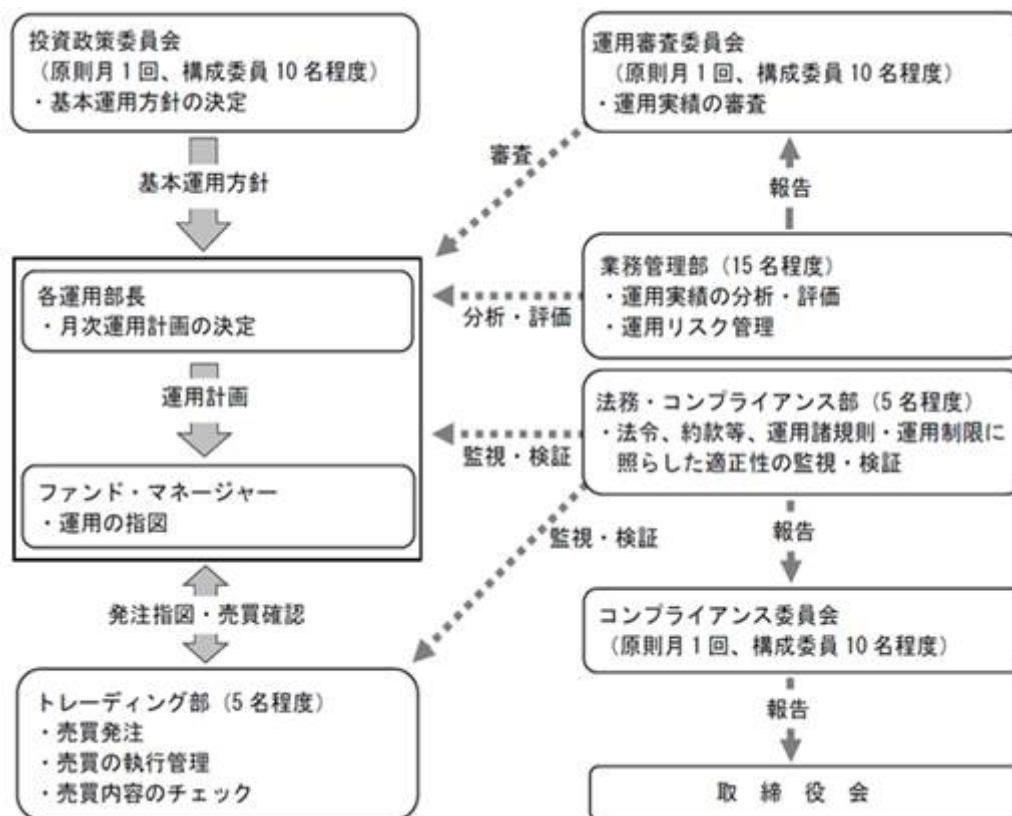 投資政策委員会
（原則月1回、構成委員10名程度）
・基本運用方針の決定
基本運用方針
各運用部長
・月次運用計画の決定
運用計画
ファンド・マネージャー
・運用の指図
発注指図・売買確認
トレーディング部（5名程度）
・売買発注
・売買の執行管理
・売買内容のチェック
運用審査委員会
（原則月1回、構成委員10名程度）
・運用実績の審査
審査
報告
業務管理部（15名程度）
・運用実績の分析・評価
・運用リスク管理
分析・評価
法務・コンプライアンス部（5名程度）
・法令、約款等、運用諸規則・運用制限に
照らした適正性の監視・検証
監視・検証
監視・検証
報告
コンプライアンス委員会
（原則月1回、構成委員10名程度）
報告
取締役会